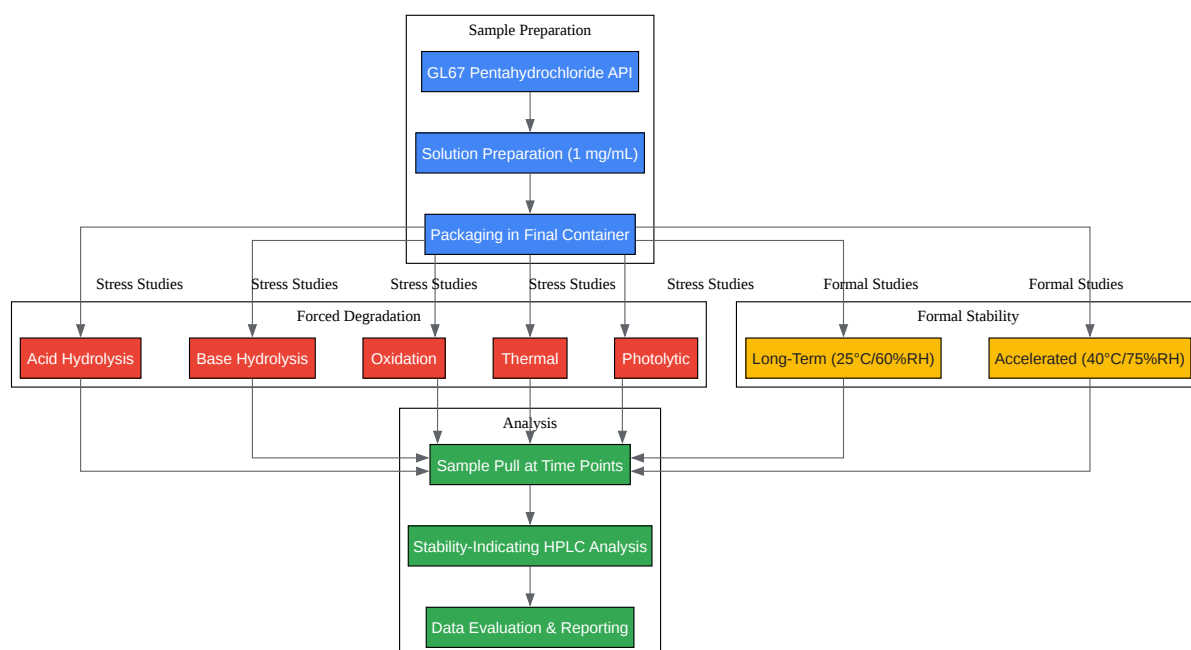 Sample Preparation
GL67 Pentahydrochloride API
Solution Preparation (1 mg/mL)
Packaging in Final Container
Stress Studies
Stress Studies
Stress Studies
Stress Studies
Stress Studies
Formal Studies
Formal Studies
Forced Degradation
Formal Stability
Acid Hydrolysis
Base Hydrolysis
Oxidation
Thermal
Photolytic
Long-Term (25°C/60%RH)
Accelerated (40°C/75%RH)
Analysis
Sample Pull at Time Points
Stability-Indicating HPLC Analysis
Data Evaluation & Reporting